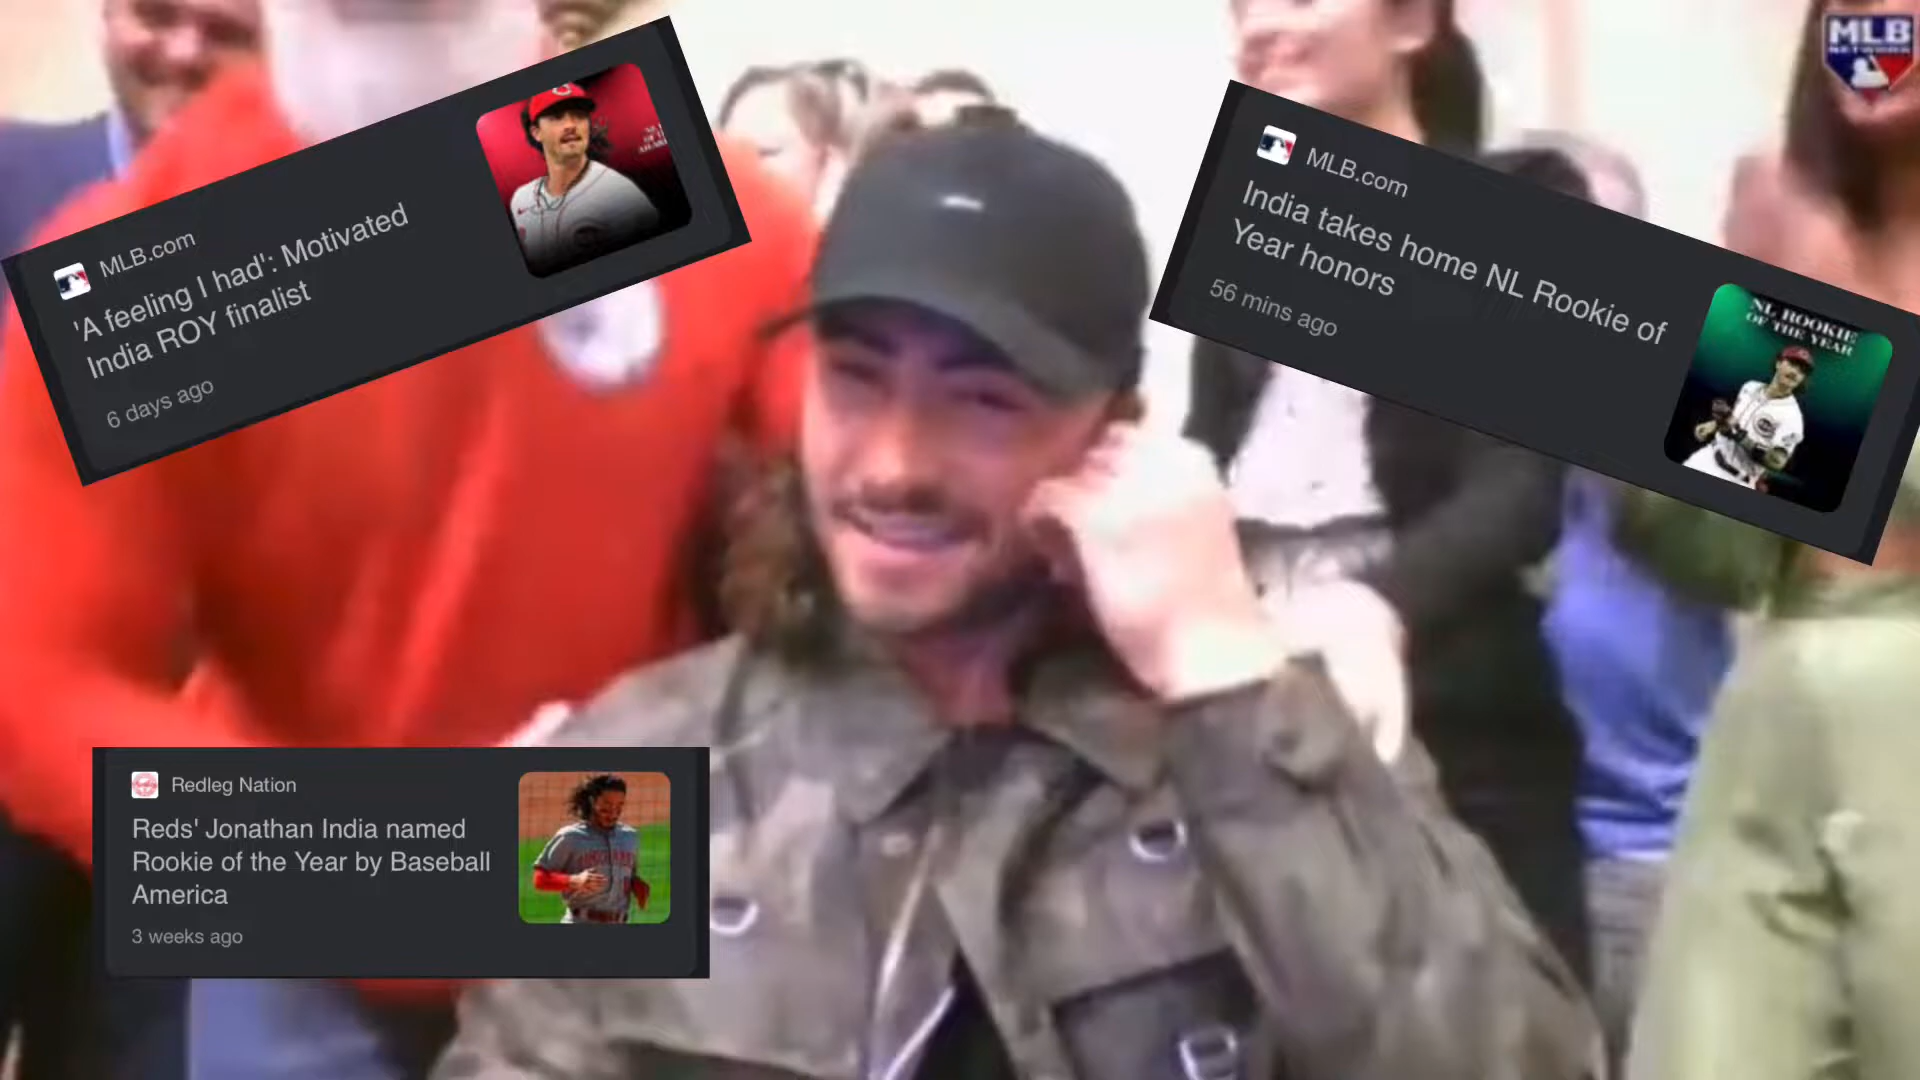 MLB
NETWORK
MLB.com
'A feeling I had': Motivated
India ROY finalist
6 days ago
MLB.com
India takes home NL Rookie of
Year honors
56 mins ago
NL ROOKIE
OF THE YEAR
Redleg Nation
Reds' Jonathan India named
Rookie of the Year by Baseball
America
3 weeks ago